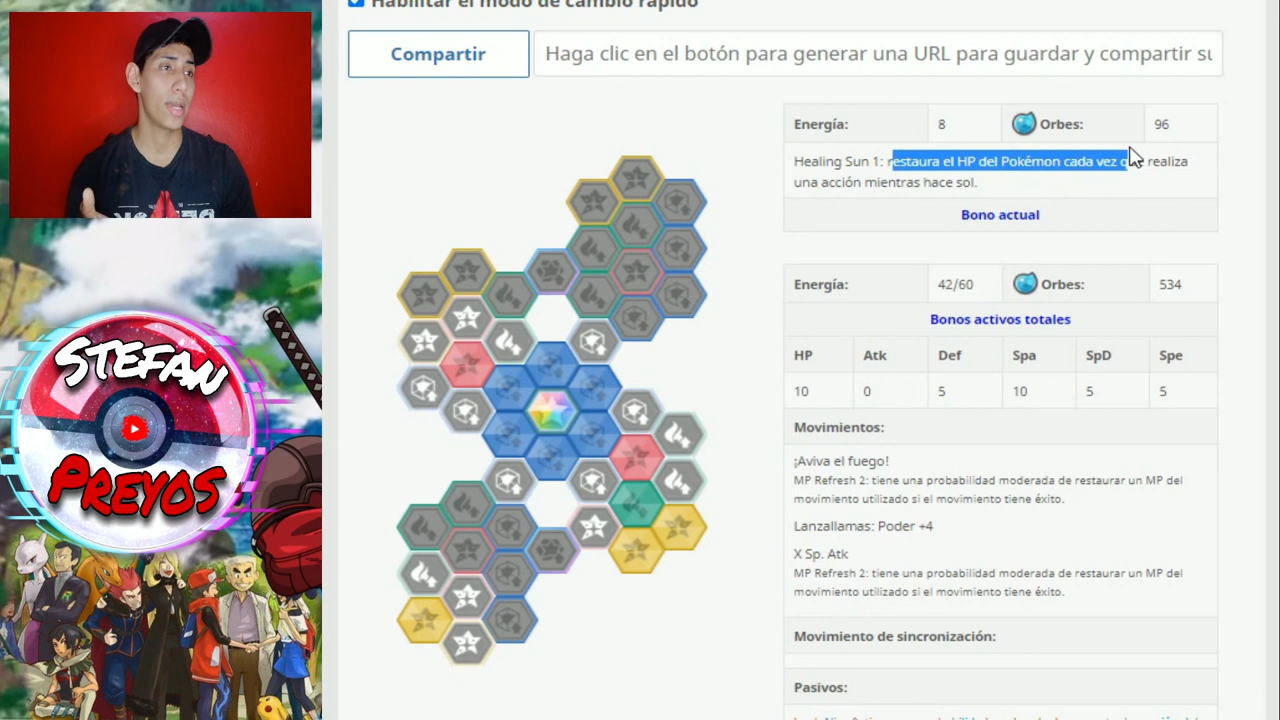 Habilitar el modo de cambio rápido
Compartir
Haga clic en el botón para generar una URL para guardar y compartir su
Energía: 8 Orbes: 96
Healing Sun 1: restaura el HP del Pokémon cada vez realiza
una acción mientras hace sol.
Bono actual
Energía: 42/60 Orbes: 534
Bonos activos totales
HP Atk Def Spa SpD Spe
10 0 5 10 5 5
Movimientos:
¡Aviva el fuego!
MP Refresh 2: tiene una probabilidad moderada de restaurar un MP del
movimiento utilizado si el movimiento tiene éxito.
Lanzallamas: Poder +4
X Sp. Atk
MP Refresh 2: tiene una probabilidad moderada de restaurar un MP del
movimiento utilizado si el movimiento tiene éxito.
Movimiento de sincronización:
Pasivos:
STEFAN
PREYOS